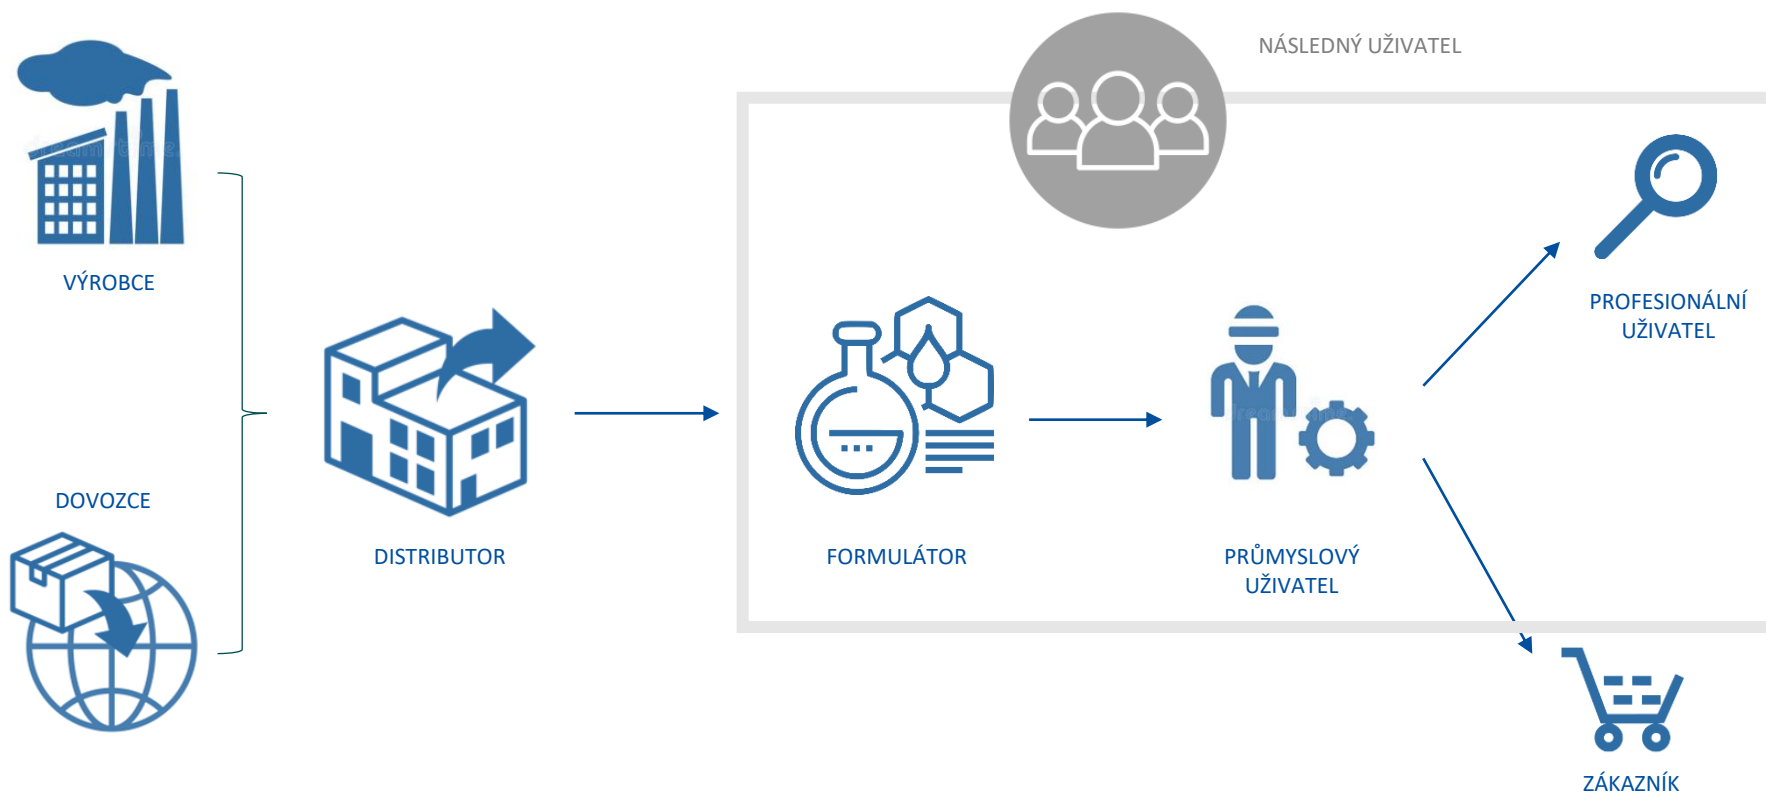 NÁSLEDNÝ UŽIVATEL
VÝROBCE
DOVOZCE
DISTRIBUTOR
FORMULÁTOR
PRŮMYSLOVÝ
UŽIVATEL
PROFESIONÁLNÍ
UŽIVATEL
ZÁKAZNÍK